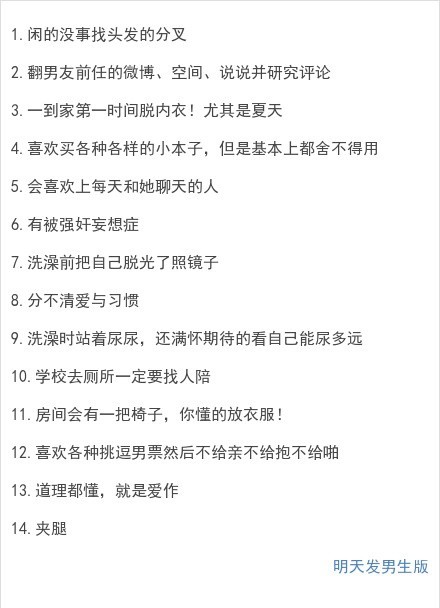 1.闲的没事找头发的分叉
2.翻男友前任的微博、空间、说说并研究评论
3.一到家第一时间脱内衣！尤其是夏天
4.喜欢买各种各样的小本子，但是基本上都舍不得用
5.会喜欢上每天和她聊天的人
6.有被强奸妄想症
7.洗澡前把自己脱光了照镜子
8.分不清爱与习惯
9.洗澡时站着尿尿，还满怀期待的看自己能尿多远
10.学校去厕所一定要找人陪
11.房间会有一把椅子，你懂的放衣服！
12.喜欢各种挑逗男票然后不给亲不给抱不给啪
13.道理都懂，就是爱作
14.夹腿
明天发男生版